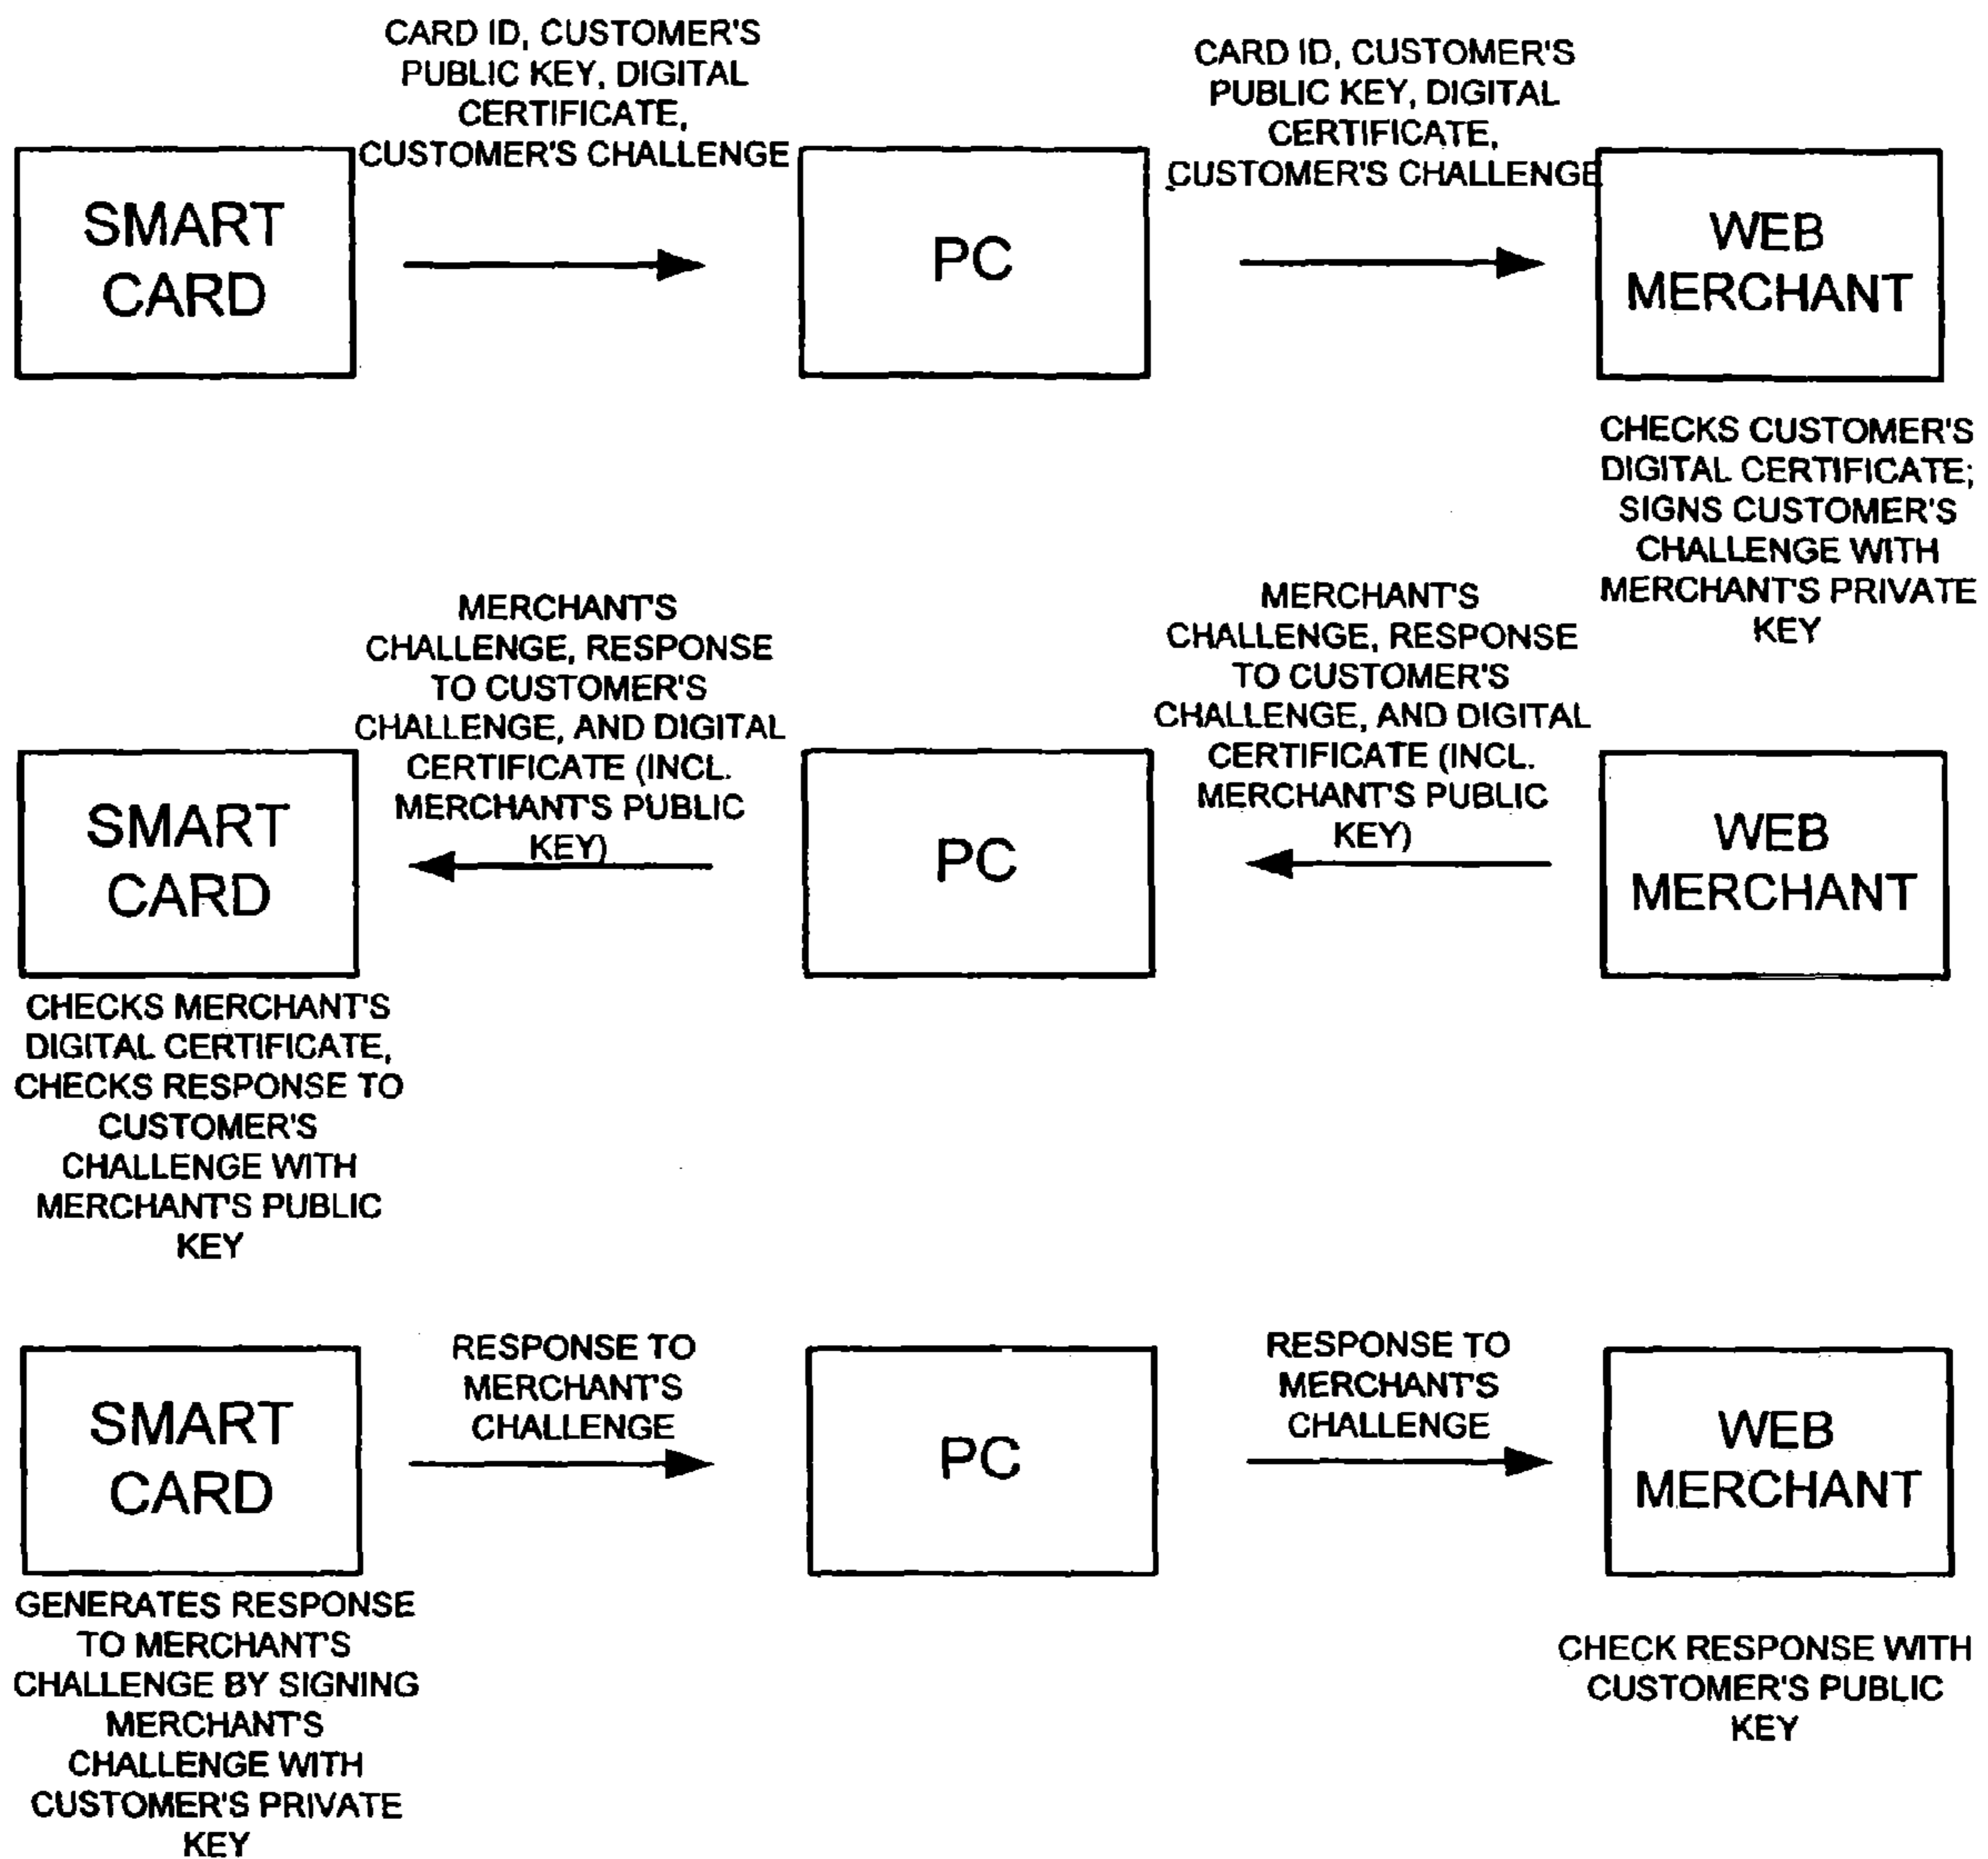 CARD ID, CUSTOMER'S
PUBLIC KEY, DIGITAL
CERTIFICATE,
CUSTOMER'S CHALLENGE
CARD ID, CUSTOMER'S
PUBLIC KEY, DIGITAL
CERTIFICATE,
CUSTOMER'S CHALLENGE
SMART
CARD
PC
WEB
MERCHANT
CHECKS CUSTOMER'S
DIGITAL CERTIFICATE;
SIGNS CUSTOMER'S
CHALLENGE WITH
MERCHANT'S PRIVATE
KEY
MERCHANT'S
CHALLENGE, RESPONSE
TO CUSTOMER'S
CHALLENGE, AND DIGITAL
CERTIFICATE (INCL.
MERCHANT'S PUBLIC
KEY)
MERCHANT'S
CHALLENGE, RESPONSE
TO CUSTOMER'S
CHALLENGE, AND DIGITAL
CERTIFICATE (INCL.
MERCHANT'S PUBLIC
KEY)
SMART
CARD
PC
WEB
MERCHANT
CHECKS MERCHANT'S
DIGITAL CERTIFICATE,
CHECKS RESPONSE TO
CUSTOMER'S
CHALLENGE WITH
MERCHANT'S PUBLIC
KEY
SMART
CARD
RESPONSE TO
MERCHANT'S
CHALLENGE
PC
RESPONSE TO
MERCHANT'S
CHALLENGE
WEB
MERCHANT
GENERATES RESPONSE
TO MERCHANT'S
CHALLENGE BY SIGNING
MERCHANT'S
CHALLENGE WITH
CUSTOMER'S PRIVATE
KEY
CHECK RESPONSE WITH
CUSTOMER'S PUBLIC
KEY